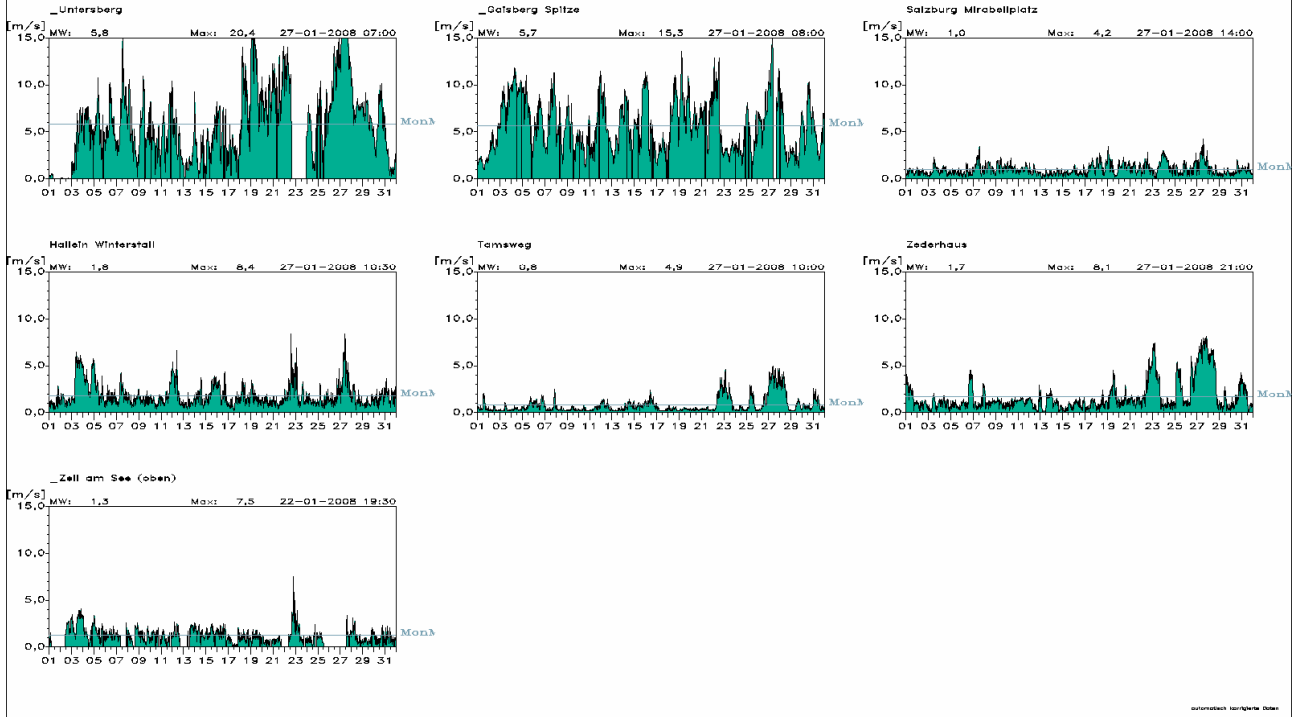 _Untersberg
[m/s] MW: 5,8 Max: 20,4 27-01-2008 07:00
15,0
10,0
5,0
0,0
MonM
01 03 05 07 09 11 13 15 17 19 21 23 25 27 29 31
_Gaisberg Spitze
[m/s] MW: 5,7 Max: 15,3 27-01-2008 08:00
15,0
10,0
5,0
0,0
MonM
01 03 05 07 09 11 13 15 17 19 21 23 25 27 29 31
Salzburg Mirabellplatz
[m/s] MW: 1,0 Max: 4,2 27-01-2008 14:00
15,0
10,0
5,0
0,0
MonM
01 03 05 07 09 11 13 15 17 19 21 23 25 27 29 31
Hallein Winterstall
[m/s] MW: 1,8 Max: 8,4 27-01-2008 10:30
15,0
10,0
5,0
0,0
MonM
01 03 05 07 09 11 13 15 17 19 21 23 25 27 29 31
Tamsweg
[m/s] MW: 0,8 Max: 4,9 27-01-2008 10:00
15,0
10,0
5,0
0,0
MonM
01 03 05 07 09 11 13 15 17 19 21 23 25 27 29 31
Zederhaus
[m/s] MW: 1,7 Max: 8,1 27-01-2008 21:00
15,0
10,0
5,0
0,0
MonM
01 03 05 07 09 11 13 15 17 19 21 23 25 27 29 31
_Zell am See (oben)
[m/s] MW: 1,3 Max: 7,5 22-01-2008 19:30
15,0
10,0
5,0
0,0
MonM
01 03 05 07 09 11 13 15 17 19 21 23 25 27 29 31
automatisch korrigierte Daten